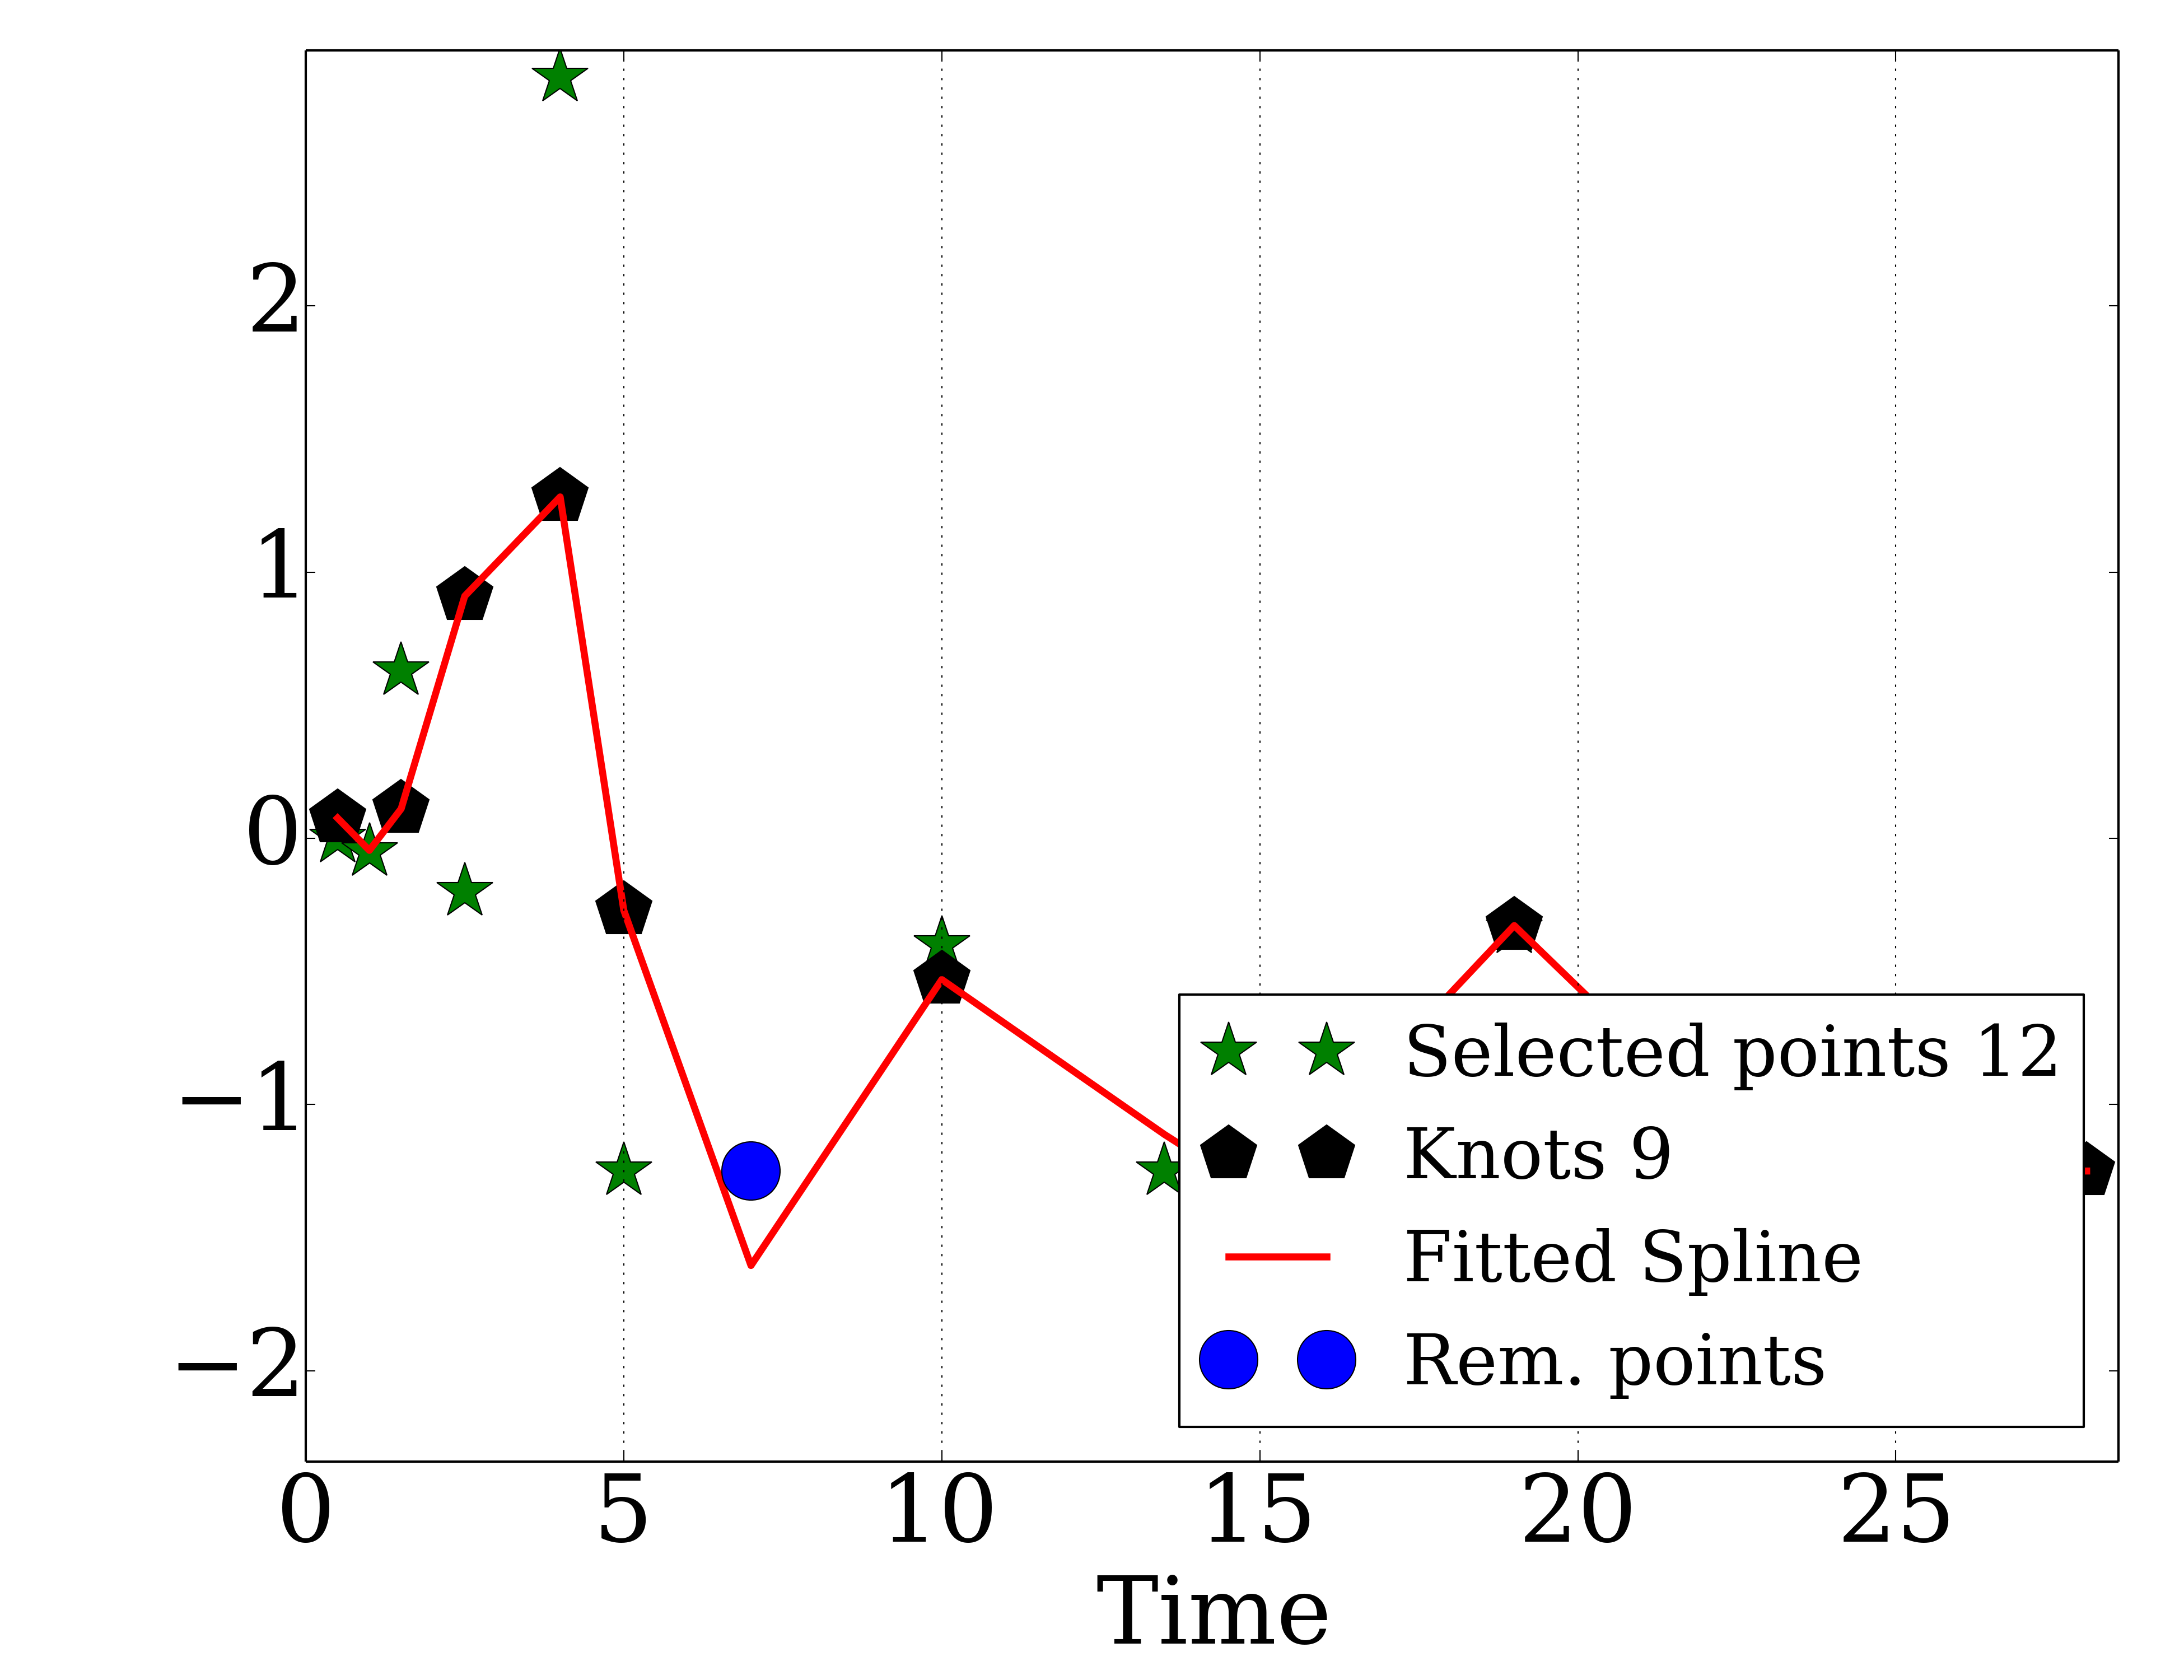 2
1
0
−1
−2
Selected points 12
Knots 9
Fitted Spline
Rem. points
0 5 10 15 20 25
Time